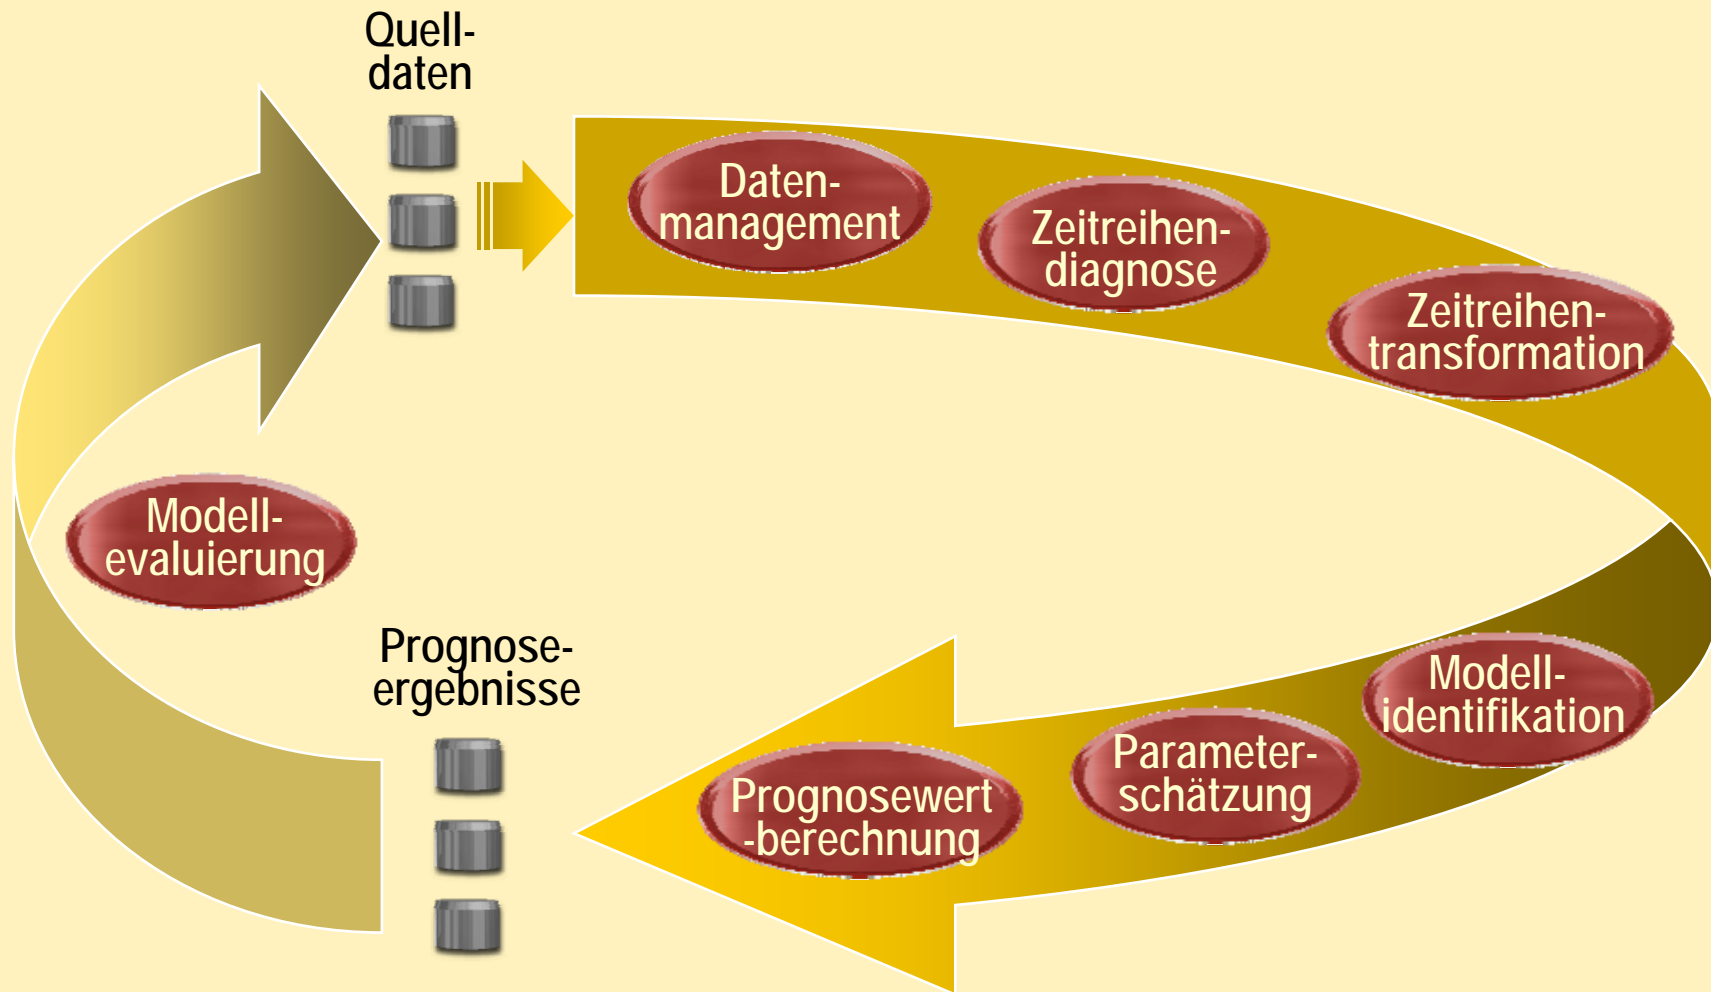 Quell-
daten
Daten-
management
Zeitreihen-
diagnose
Zeitreihen-
transformation
Modell-
identifikation
Parameter-
schätzung
Prognosewert
-berechnung
Prognose-
ergebnisse
Modell-
evaluierung